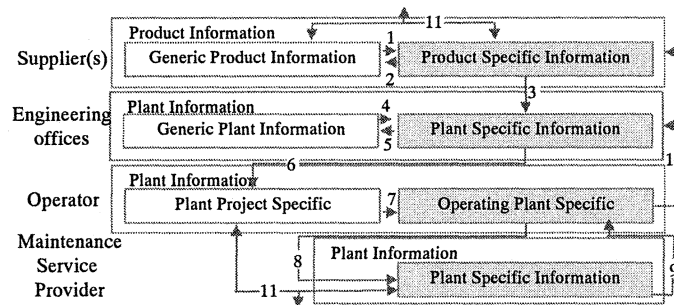 11
Product Information
1
Supplier(s)
Generic Product Information
Product Specific Information
2
3
Engineering
offices
Plant Information
4
Generic Plant Information
Plant Specific Information
5
6
1
Plant Information
Operator
Plant Project Specific
7
Operating Plant Specific
Maintenance
Service
Provider
Plant Information
8
Plant Specific Information
9
11